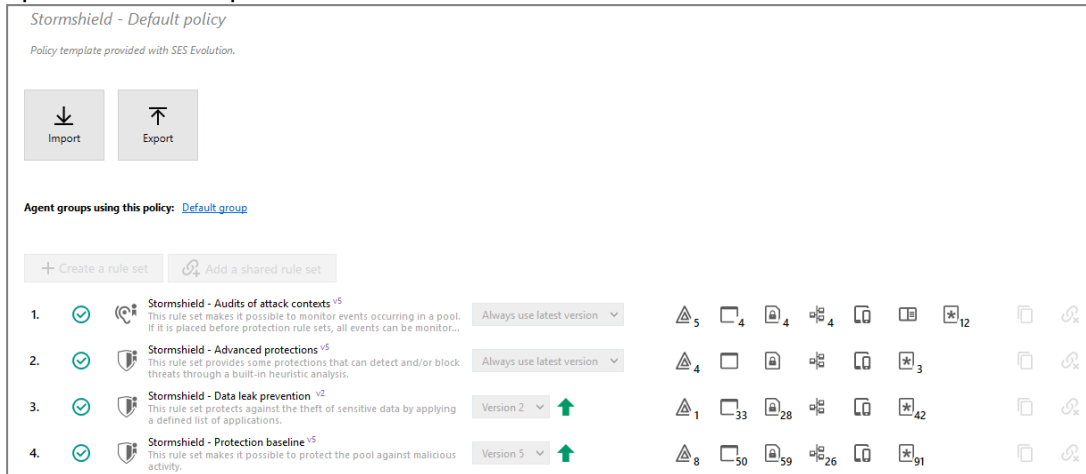 Stormshield - Default policy
Policy template provided with SES Evolution.
Import
Export
Agent groups using this policy: Default group
+ Create a rule set
Add a shared rule set
1.
Stormshield - Audits of attack contexts v5
This rule set makes it possible to monitor events occurring in a pool.
If it is placed before protection rule sets, all events can be monitor...
Always use latest version
5
4
4
4
12
2.
Stormshield - Advanced protections v5
This rule set provides some protections that can detect and/or block
threats through a built-in heuristic analysis.
Always use latest version
4
3
3.
Stormshield - Data leak prevention v2
This rule set protects against the theft of sensitive data by applying
a defined list of applications.
Version 2
1
33
28
42
4.
Stormshield - Protection baseline v5
This rule set makes it possible to protect the pool against malicious
activity.
Version 5
8
50
59
26
91